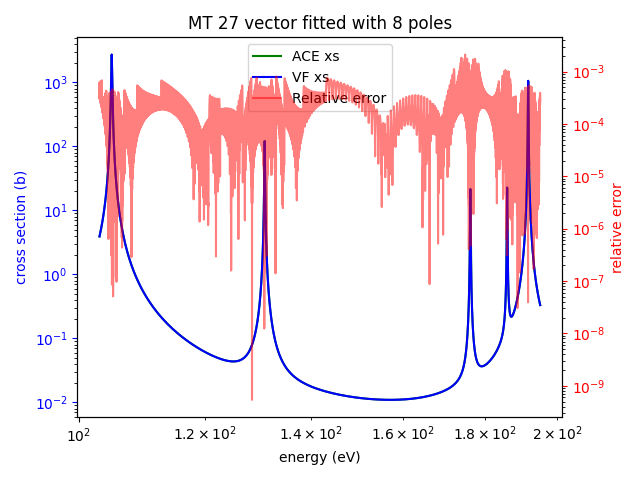 MT 27 vector fitted with 8 poles
ACE xs
VF xs
Relative error
cross section (b)
10³
10²
10¹
10⁰
10⁻¹
10⁻²
relative error
10⁻³
10⁻⁴
10⁻⁵
10⁻⁶
10⁻⁷
10⁻⁸
10⁻⁹
10² 1.2 × 10² 1.4 × 10² 1.6 × 10² 1.8 × 10² 2 × 10²
energy (eV)